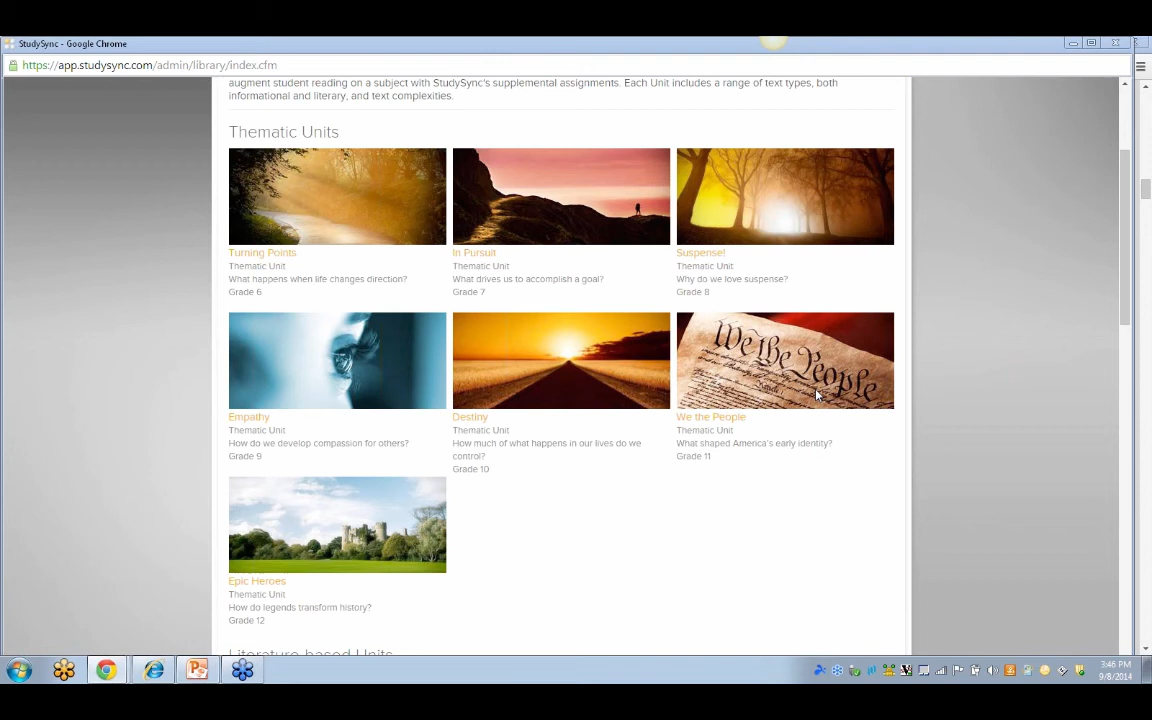 StudySync - Google Chrome
https://app.studysync.com/admin/library/index.cfm
augment student reading on a subject with StudySync's supplemental assignments. Each Unit includes a range of text types, both
informational and literary, and text complexities.
Thematic Units
Turning Points
Thematic Unit
What happens when life changes direction?
Grade 6
In Pursuit
Thematic Unit
What drives us to accomplish a goal?
Grade 7
Suspense!
Thematic Unit
Why do we love suspense?
Grade 8
We the People
Empathy
Thematic Unit
How do we develop compassion for others?
Grade 9
Destiny
Thematic Unit
How much of what happens in our lives do we
control?
Grade 10
We the People
Thematic Unit
What shaped America's early identity?
Grade 11
Epic Heroes
Thematic Unit
How do legends transform history?
Grade 12
Literature-based Units
3:46 PM
9/8/2014